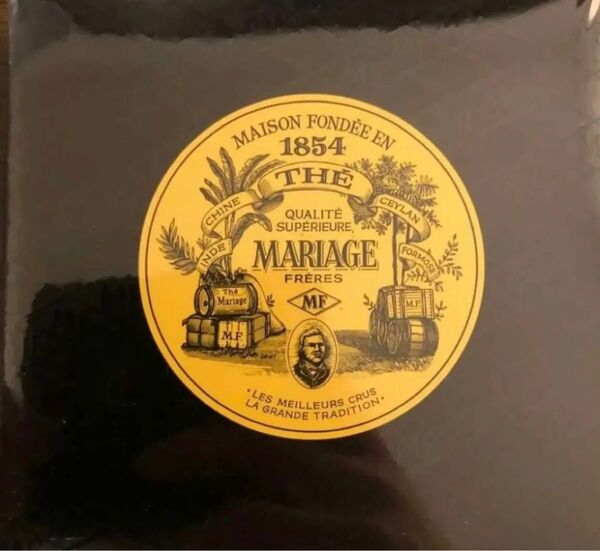 MAISON FONDÉE EN
1854
THÉ
CHINE
CEYLAN
INDE
FORMOSE
QUALITÉ
SUPÉRIEURE
MARIAGE
FRÈRES
MF
The
Mariage
M.F.
M.F.
·LES MEILLEURS CRUS
LA GRANDE TRADITION·